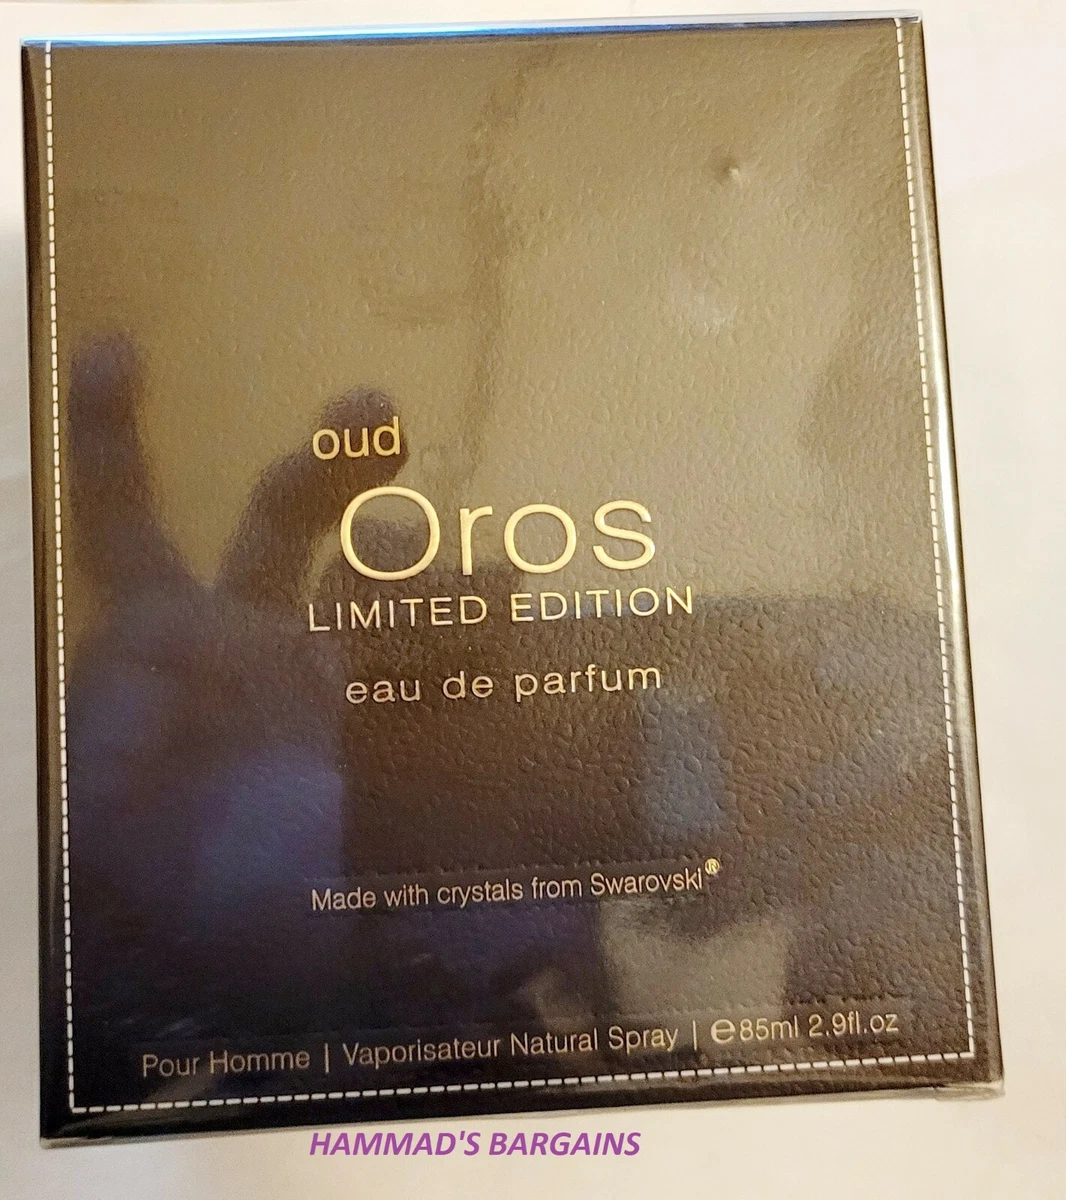 oud
Oros
LIMITED EDITION
eau de parfum
Made with crystals from Swarovski®
Pour Homme | Vaporisateur Natural Spray | ℮85ml 2.9fl.oz
HAMMAD'S BARGAINS